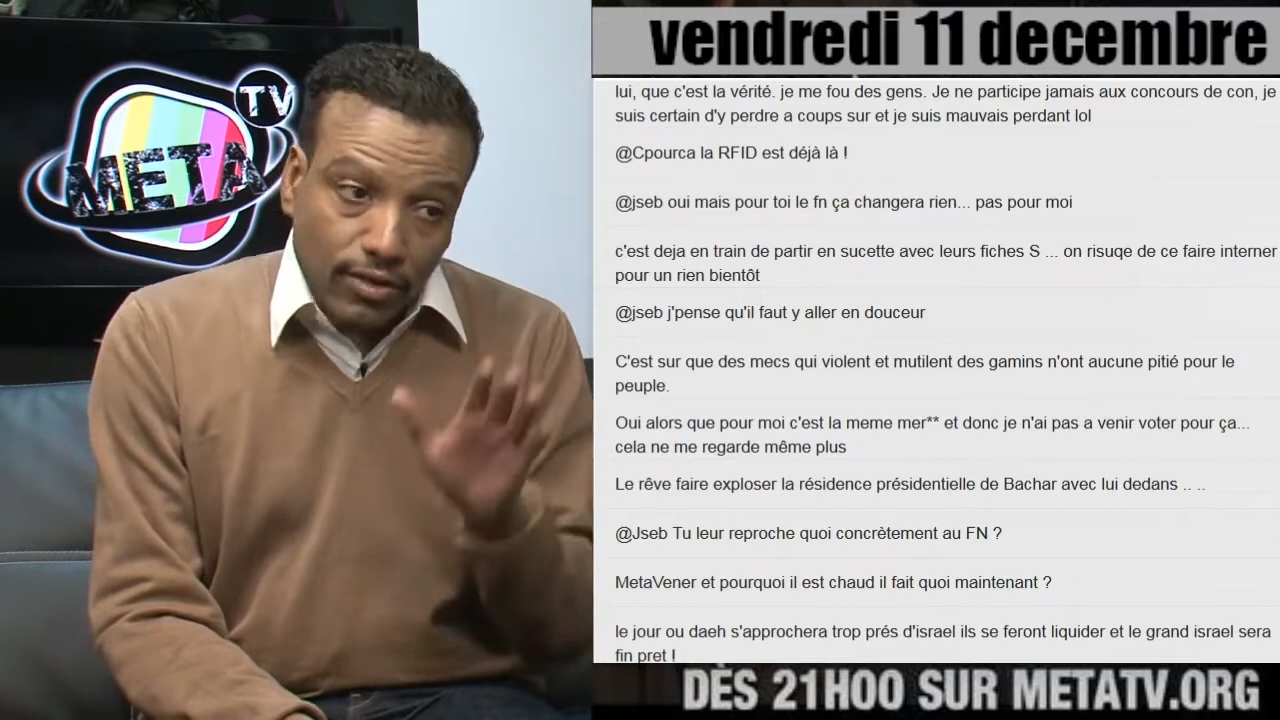 META
TV
vendredi 11 decembre
lui, que c'est la vérité. je me fou des gens. Je ne participe jamais aux concours de con, je
suis certain d'y perdre a coups sur et je suis mauvais perdant lol
@Cpourca la RFID est déjà là !
@jseb oui mais pour toi le fn ça changera rien... pas pour moi
c'est deja en train de partir en sucette avec leurs fiches S ... on risuqe de ce faire interner
pour un rien bientôt
@jseb j'pense qu'il faut y aller en douceur
C'est sur que des mecs qui violent et mutilent des gamins n'ont aucune pitié pour le
peuple.
Oui alors que pour moi c'est la meme mer** et donc je n'ai pas a venir voter pour ça...
cela ne me regarde même plus
Le rêve faire exploser la résidence présidentielle de Bachar avec lui dedans .. ..
@Jseb Tu leur reproche quoi concrètement au FN ?
MetaVener et pourquoi il est chaud il fait quoi maintenant ?
le jour ou daeh s'approchera trop prés d'israel ils se feront liquider et le grand israel sera
fin pret !
DÈS 21H00 SUR METATV.ORG